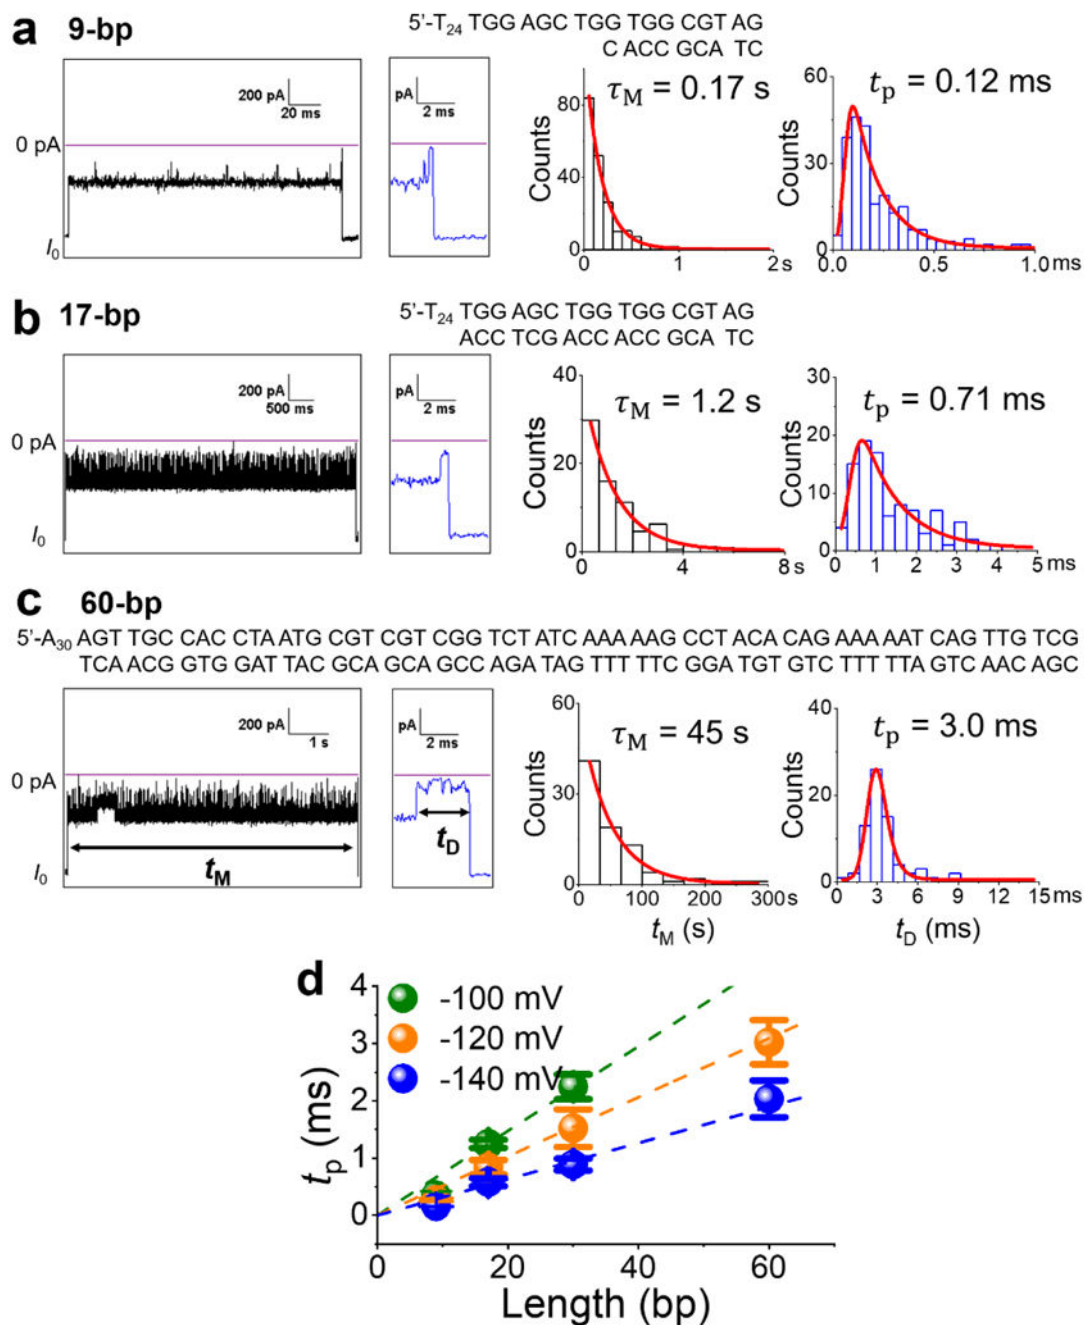 a 9-bp
5'-T24 TGG AGC TGG TGG CGT AG
C ACC GCA TC
200 pA
20 ms
0 pA
I0
pA
2 ms
τM = 0.17 s
Counts
80
40
0
0 1 2 s
tp = 0.12 ms
Counts
60
30
0
0.0 0.5 1.0 ms
b 17-bp
5'-T24 TGG AGC TGG TGG CGT AG
ACC TCG ACC ACC GCA TC
200 pA
500 ms
0 pA
I0
pA
2 ms
τM = 1.2 s
Counts
40
20
0
0 4 8 s
tp = 0.71 ms
Counts
30
20
10
0
0 1 2 3 4 5 ms
c 60-bp
5'-A30 AGT TGC CAC CTA ATG CGT CGT CGG TCT ATC AAA AAG CCT ACA CAG AAA AAT CAG TTG TCG
TCA ACG GTG GAT TAC GCA GCA GCC AGA TAG TTT TTC GGA TGT GTC TTT TTA GTC AAC AGC
200 pA
1 s
0 pA
I0
tM
pA
2 ms
tD
τM = 45 s
Counts
60
30
0
0 100 200 300 s
tM (s)
tp = 3.0 ms
Counts
40
20
0
0 3 6 9 12 15 ms
tD (ms)
d
-100 mV
-120 mV
-140 mV
tp (ms)
4
3
2
1
0
0 20 40 60
Length (bp)